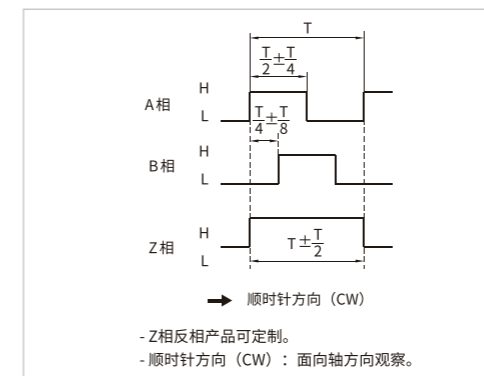 T
T/2±T/4
A相
H
L
T/4±T/8
B相
H
L
Z相
H
L
T±T/2
顺时针方向（CW）
- Z相反相产品可定制。
- 顺时针方向（CW）：面向轴方向观察。